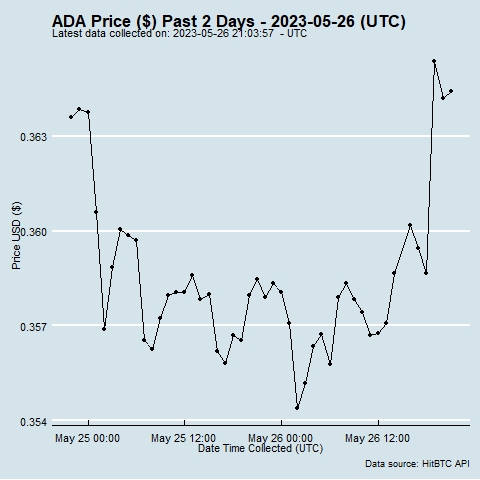 ADA Price ($) Past 2 Days - 2023-05-26 (UTC)
Latest data collected on: 2023-05-26 21:03:57  - UTC
0.363
0.360
0.357
0.354
Price USD ($)
May 25 00:00 May 25 12:00 May 26 00:00 May 26 12:00
Date Time Collected (UTC)
Data source: HitBTC API